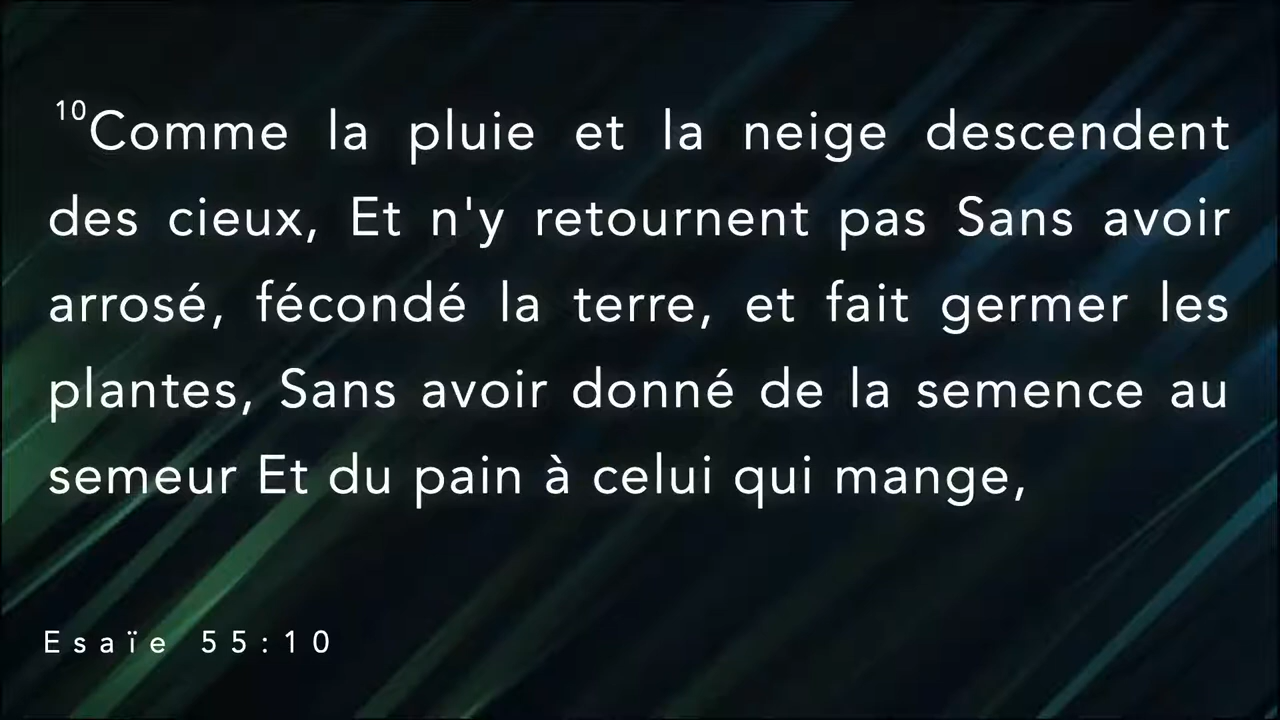 10Comme la pluie et la neige descendent
des cieux, Et n'y retournent pas Sans avoir
arrosé, fécondé la terre, et fait germer les
plantes, Sans avoir donné de la semence au
semeur Et du pain à celui qui mange,
Esaïe 55:10